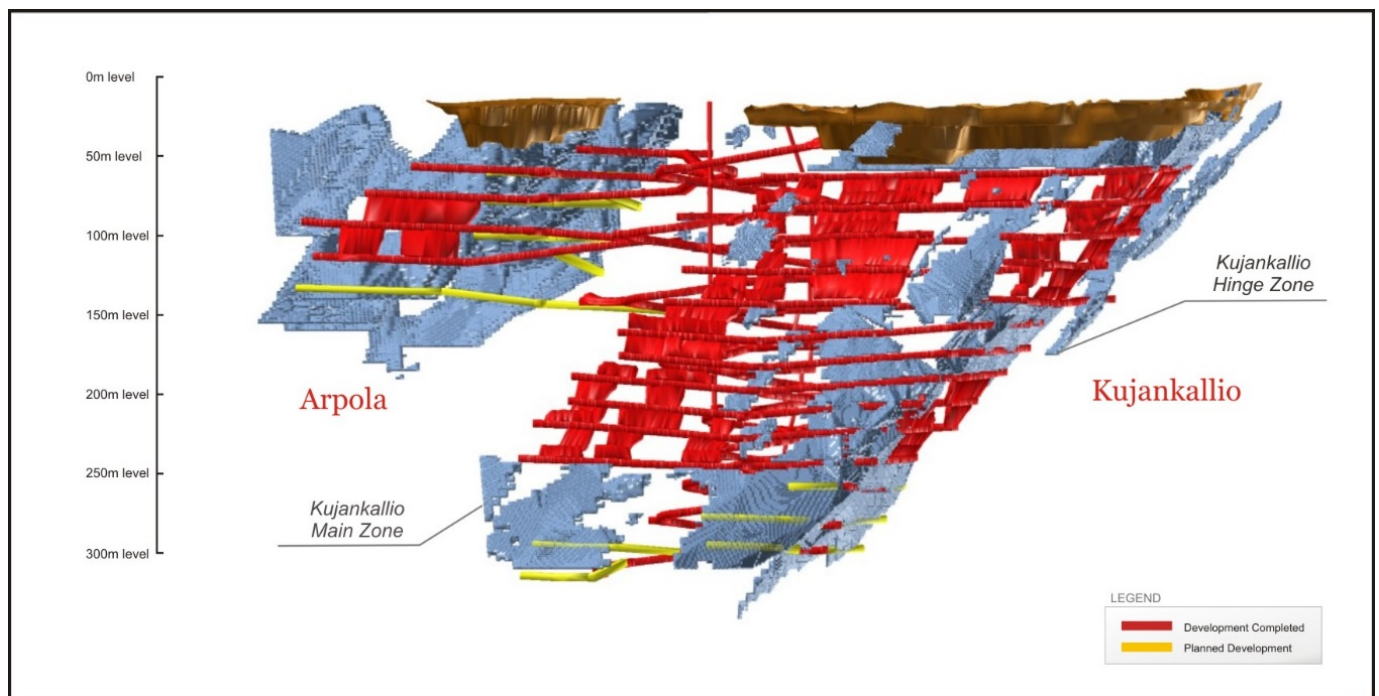 0m level
50m level
100m level
150m level
200m level
250m level
300m level
Kujankallio
Hinge Zone
Arpola
Kujankallio
Kujankallio
Main Zone
LEGEND
Development Completed
Planned Development